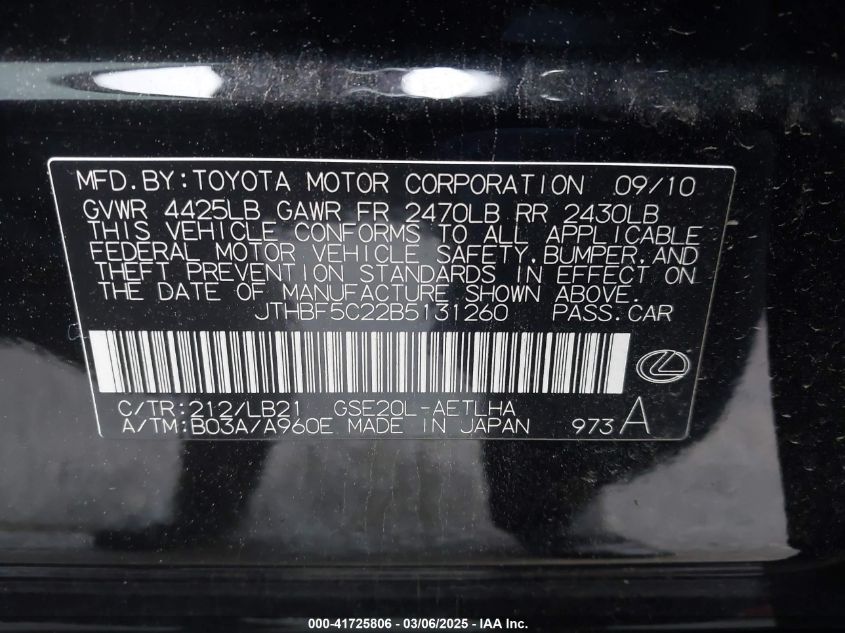 MFD.BY:TOYOTA MOTOR CORPORATION 09/10
GVWR 4425LB GAWR FR 2470LB RR 2430LB
THIS VEHICLE CONFORMS TO ALL APPLICABLE
FEDERAL MOTOR VEHICLE SAFETY,BUMPER,AND
THEFT PREVENTION STANDARDS IN EFFECT ON
THE DATE OF MANUFACTURE SHOWN ABOVE.
JTHBF5C22B5131260 PASS.CAR
C/TR:212/LB21 GSE20L-AETLHA
A/TM:B03A/A960E MADE IN JAPAN 973A
000-41725806 - 03/06/2025 - IAA Inc.